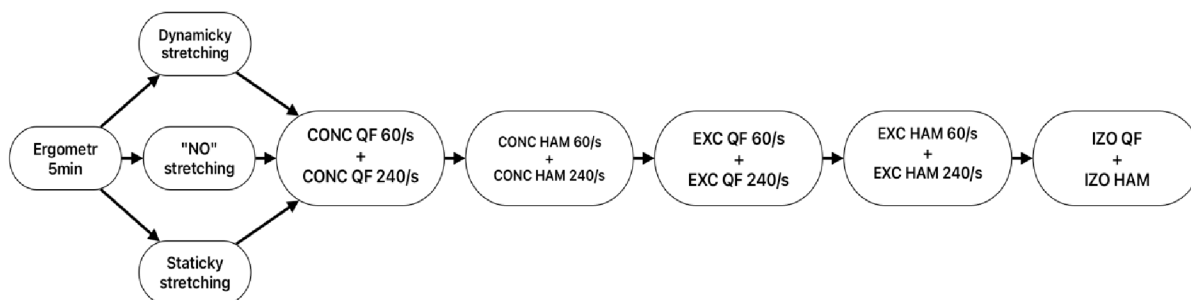 Dynamicky
stretching
Ergometr
5min
"NO"
stretching
Staticky
stretching
CONC QF 60/s
+
CONC QF 240/s
CONC HAM 60/s
+
CONC HAM 240/s
EXC QF 60/s
+
EXC QF 240/s
EXC HAM 60/s
+
EXC HAM 240/s
IZO QF
+
IZO HAM